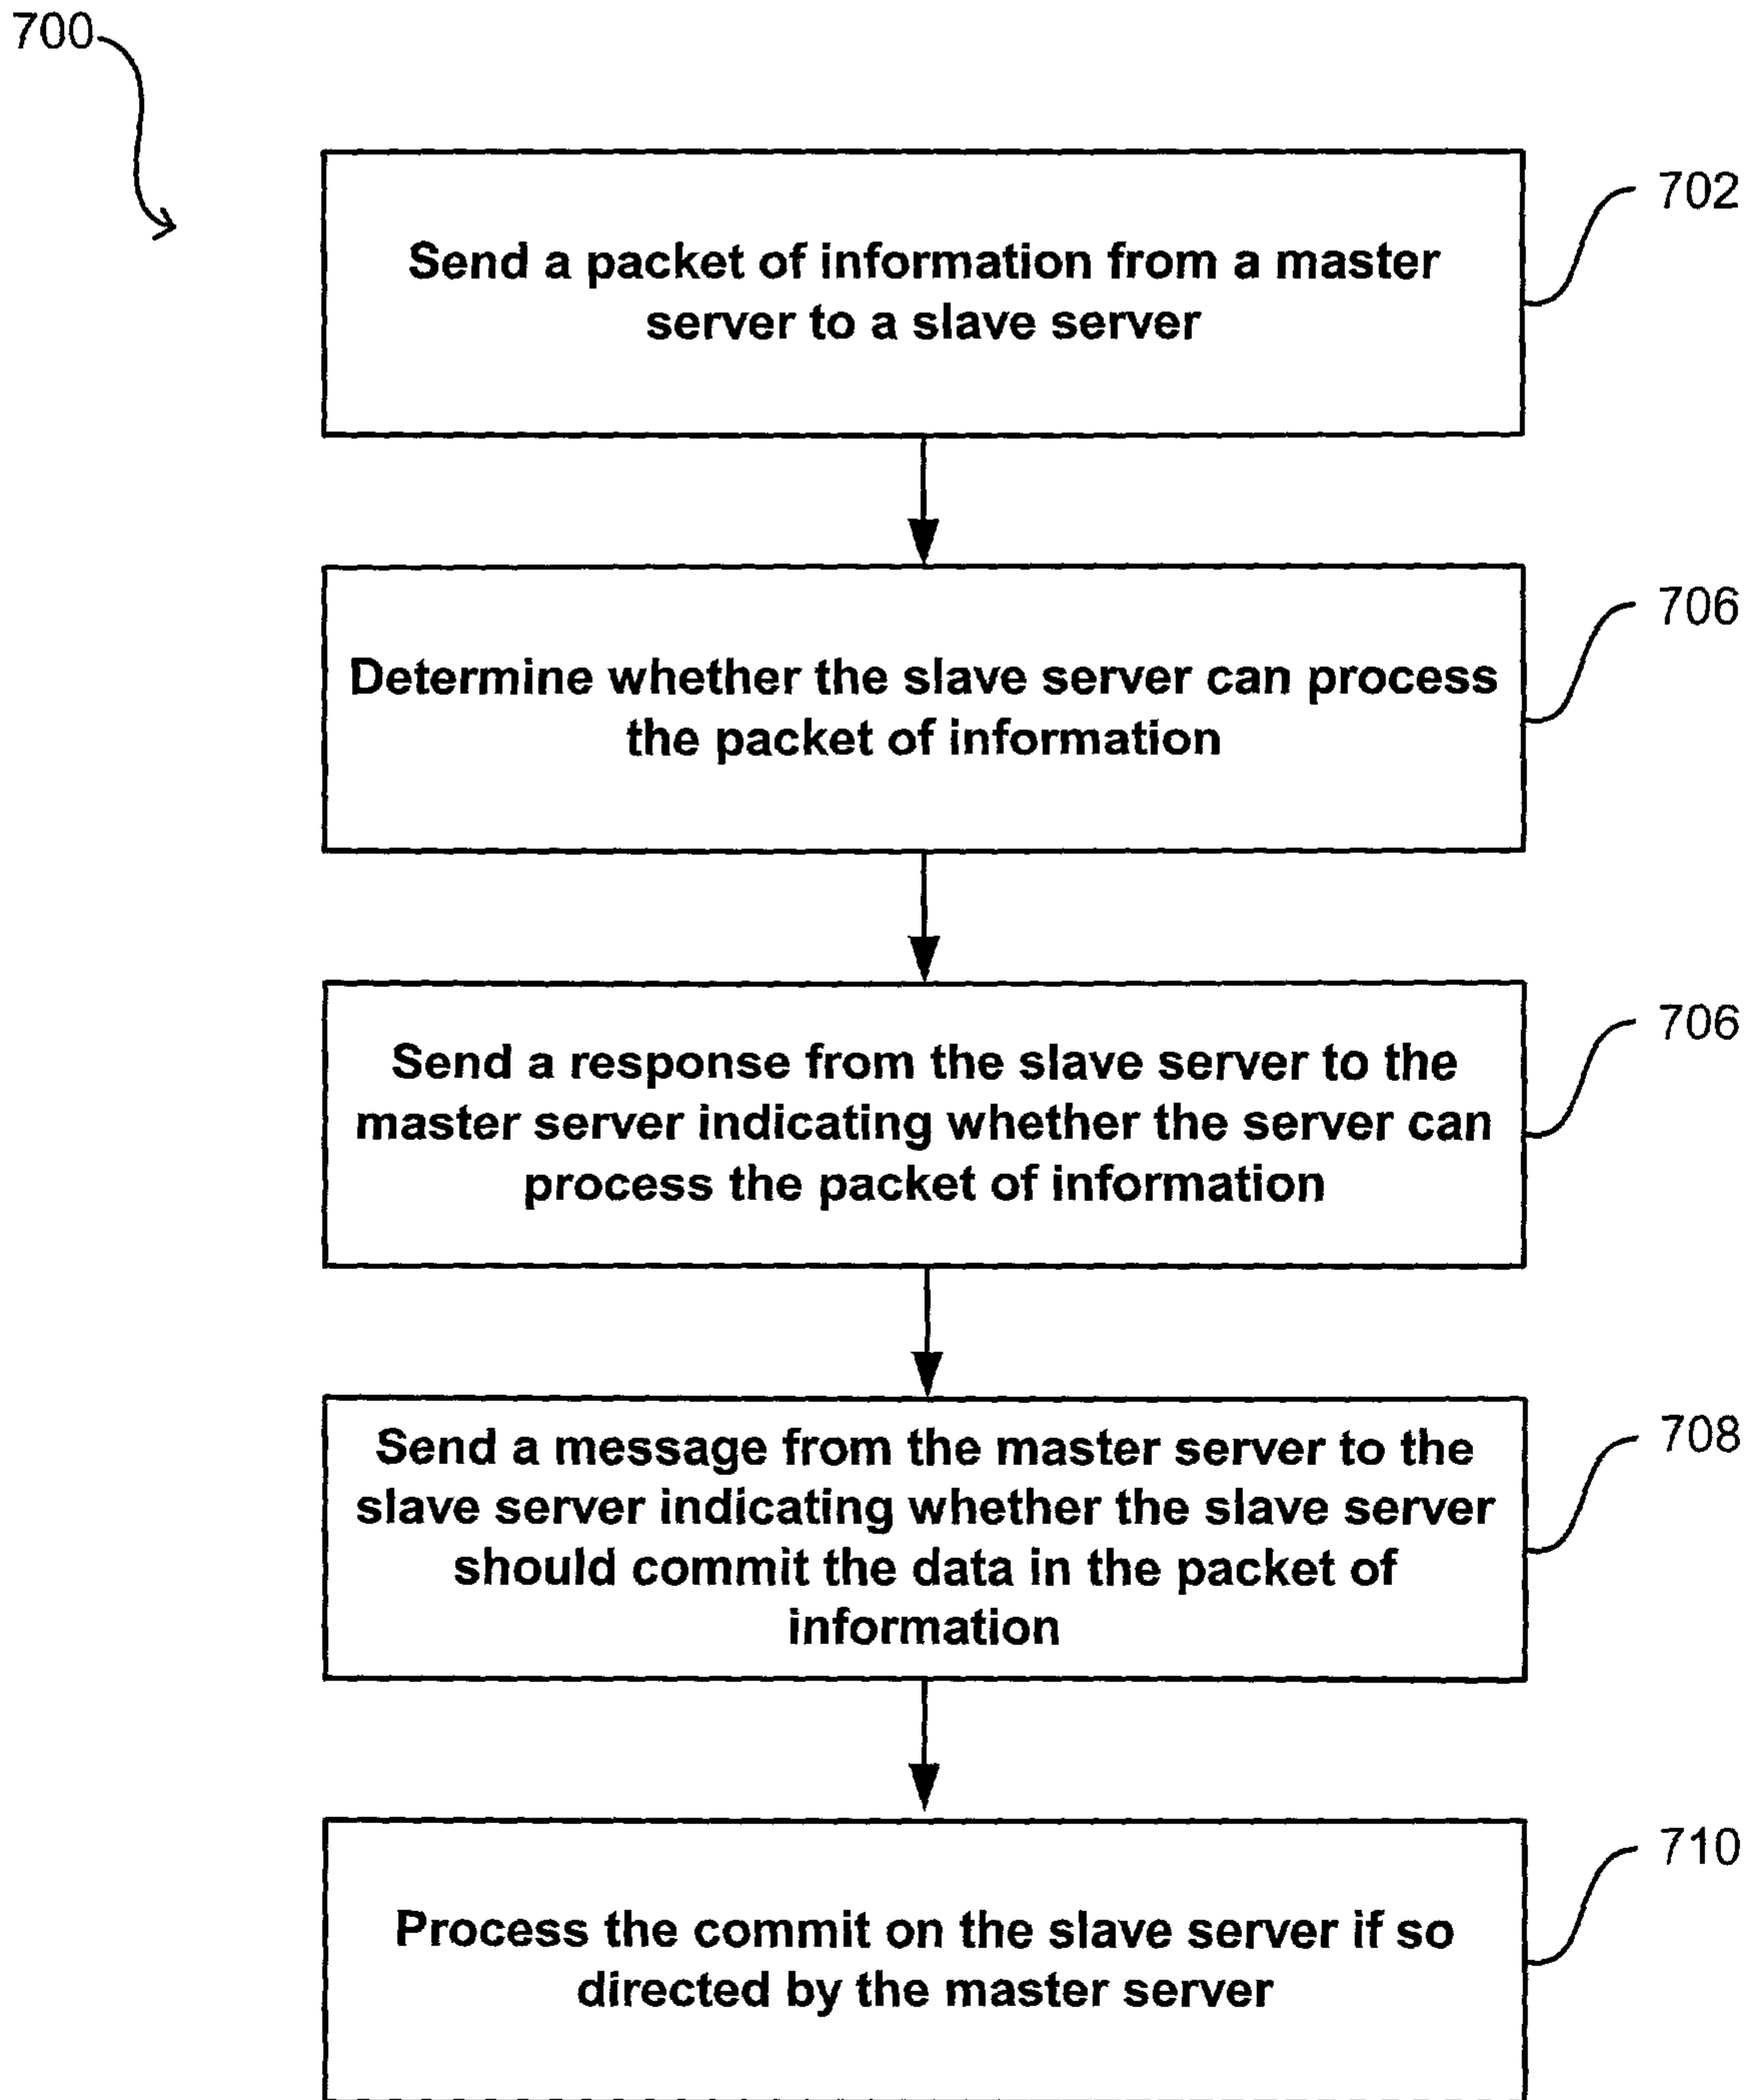 700
702
Send a packet of information from a master
server to a slave server
706
Determine whether the slave server can process
the packet of information
706
Send a response from the slave server to the
master server indicating whether the server can
process the packet of information
708
Send a message from the master server to the
slave server indicating whether the slave server
should commit the data in the packet of
information
710
Process the commit on the slave server if so
directed by the master server